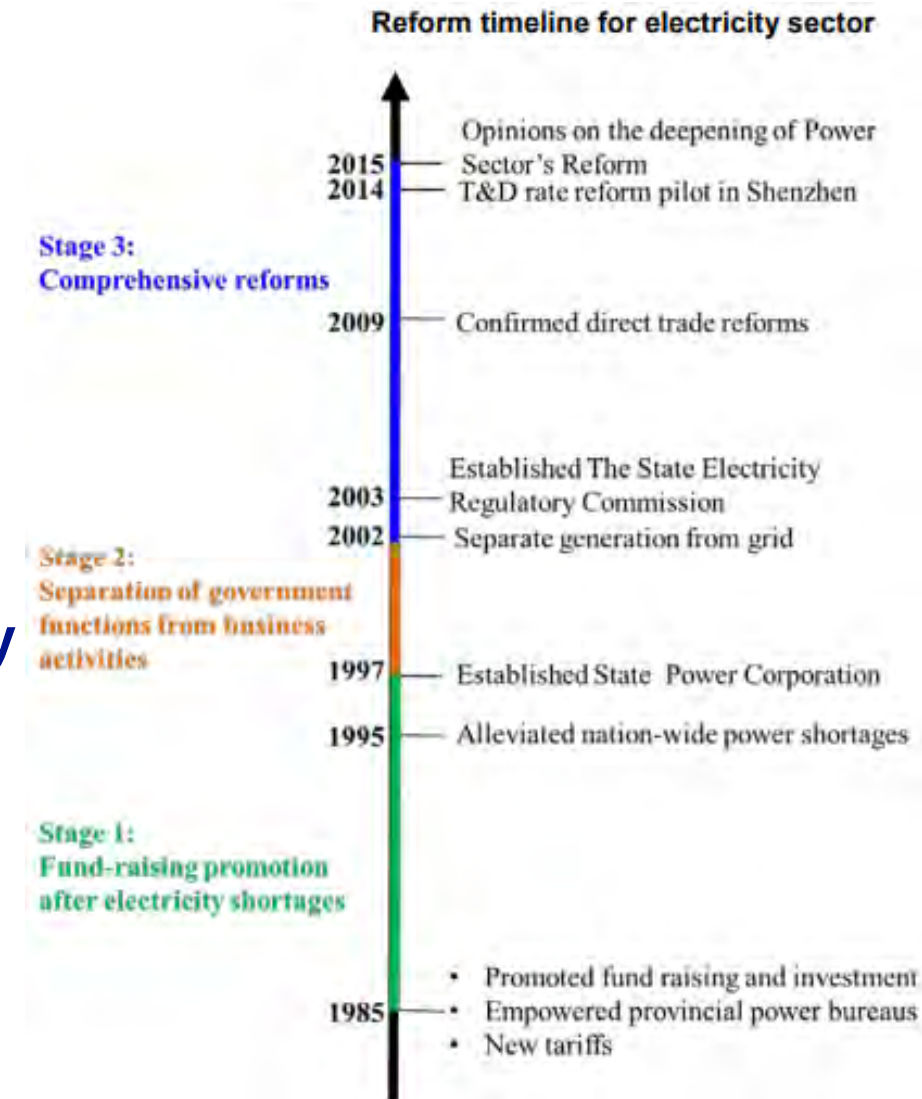 Reform timeline for electricity sector
Opinions on the deepening of Power
2015 Sector's Reform
2014 T&D rate reform pilot in Shenzhen
Stage 3:
Comprehensive reforms
2009 Confirmed direct trade reforms
Established The State Electricity
2003 Regulatory Commission
2002 Separate generation from grid
Stage 2:
Separation of government
functions from business
activities
y
1997 Established State Power Corporation
1995 Alleviated nation-wide power shortages
Stage 1:
Fund-raising promotion
after electricity shortages
• Promoted fund raising and investment
1985 • Empowered provincial power bureaus
• New tariffs